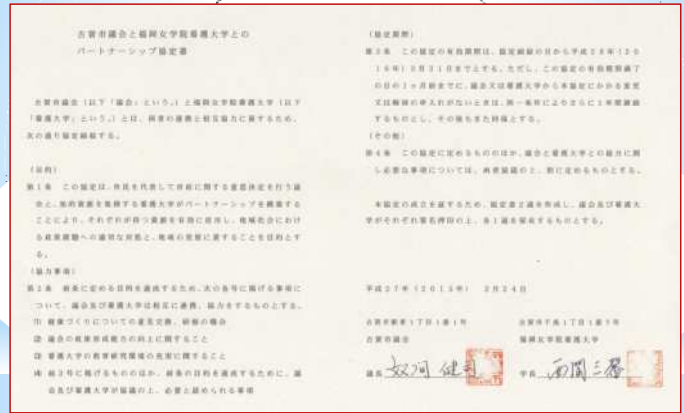 古賀市議会と福岡女学院看護大学との
パートナーシップ協定書
古賀市議会（以下「議会」という。）と福岡女学院看護大学（以下
「看護大学」という。）とは、両者の連携と相互協力に資するため、
次の通り協定締結する。
（目的）
第１条　この協定は、市民を代表して市政に関する意思決定を行う議
会と、知的資源を集積する看護大学がパートナーシップを構築する
ことにより、それぞれが持つ資源を有効に活用し、地域社会におけ
る政策課題への適切な対処と、地域の発展に資することを目的とす
る。
（協力事項）
第２条　前条に定める目的を達成するため、次の各号に掲げる事項に
ついて、議会及び看護大学は相互に連携、協力をするものとする。
⑴ 健康づくりについての意見交換、研修の機会
⑵ 議会の政策形成能力の向上に関すること
⑶ 看護大学の教育研究環境の充実に関すること
⑷ 前３号に掲げるもののほか、前条の目的を達成するために、議
会及び看護大学が協議の上、必要と認められる事項
（協定期間）
第３条　この協定の有効期間は、協定締結の日から平成２８年（２０
１６年）３月３１日までとする。ただし、この協定の有効期間満了
の日の１ヶ月前までに、議会又は看護大学から本協定にかかる変更
又は解除の申入れがないときは、同一条件によりさらに１年間継続
するものとし、その後もまた同様とする。
（その他）
第４条　この協定に定めるもののほか、議会と看護大学との協力に関
し必要な事項については、両者協議の上、別に定めるものとする。
本協定の成立を証するため、協定書２通を作成し、議会及び看護大
学がそれぞれ署名押印の上、各１通を保有するものとする。
平成２７年（２０１５年）　２月２４日
古賀市駅東１丁目１番１号
古賀市議会
議長 奴間 健司
古賀市千鳥１丁目１番７号
福岡女学院看護大学
学長 西間 三馨